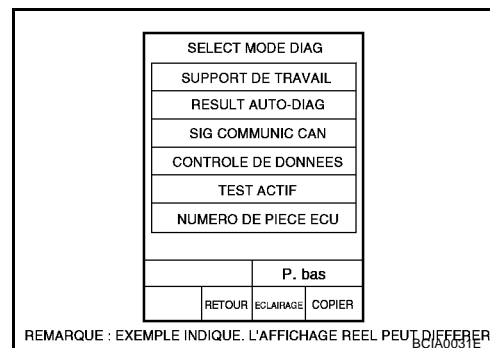 SELECT MODE DIAG
SUPPORT DE TRAVAIL
RESULT AUTO-DIAG
SIG COMMUNIC CAN
CONTROLE DE DONNEES
TEST ACTIF
NUMERO DE PIECE ECU
P. bas
RETOUR ECLAIRAGE COPIER
REMARQUE : EXEMPLE INDIQUE. L'AFFICHAGE REEL PEUT DIFFERER
BCIA0031E